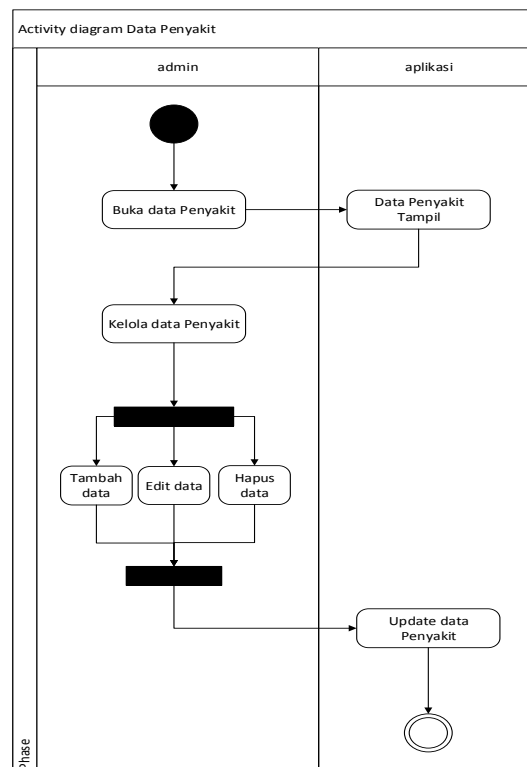 Activity diagram Data Penyakit
admin
aplikasi
Buka data Penyakit
Data Penyakit
Tampil
Kelola data Penyakit
Tambah
data
Edit data
Hapus
data
Update data
Penyakit
Phase